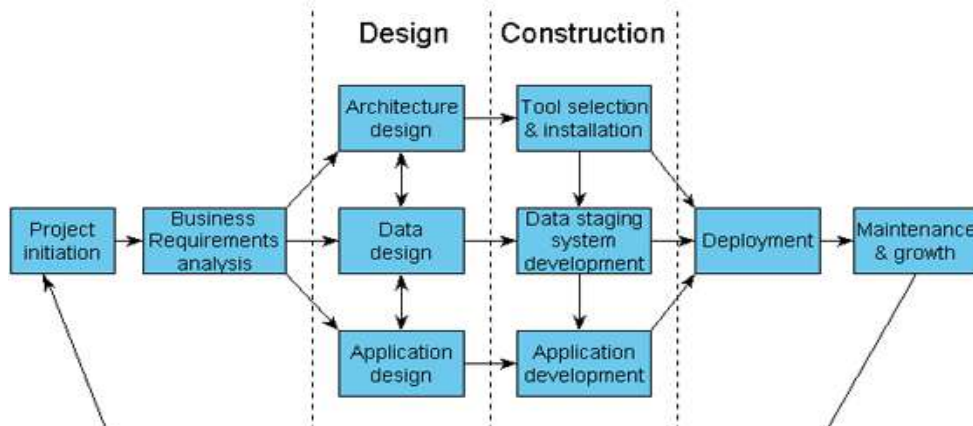 Design
Construction
Architecture
design
Tool selection
& installation
Project
initiation
Business
Requirements
analysis
Data
design
Data staging
system
development
Deployment
Maintenance
& growth
Application
design
Application
development